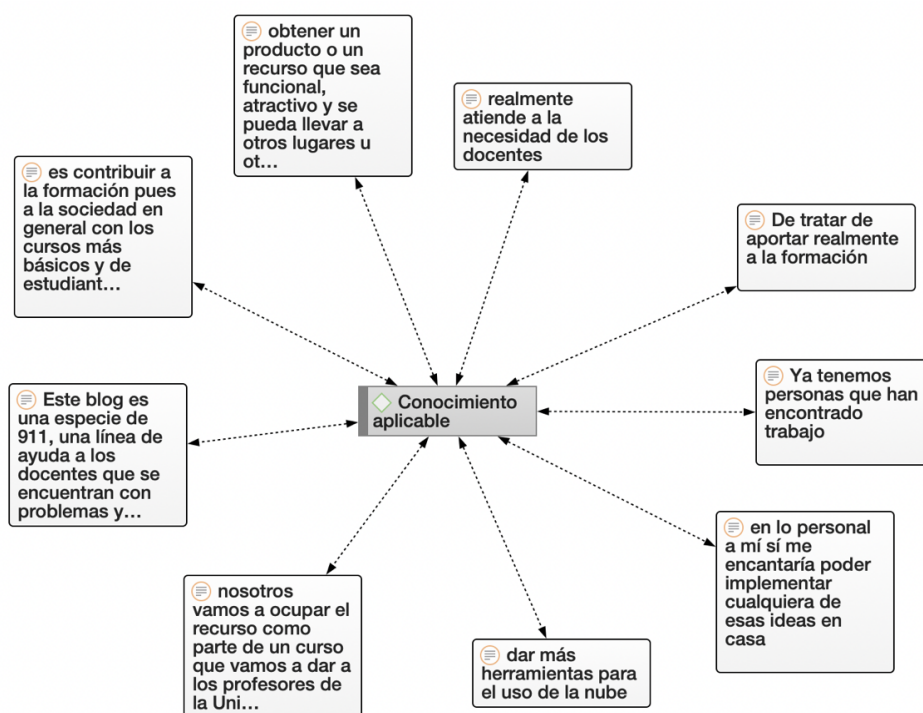 obtener un
producto o un
recurso que sea
funcional,
atractivo y se
pueda llevar a
otros lugares u
ot...
realmente
atiende a la
necesidad de los
docentes
es contribuir a
la formación pues
a la sociedad en
general con los
cursos más
básicos y de
estudiant...
De tratar de
aportar realmente
a la formación
Ya tenemos
personas que han
encontrado
trabajo
Conocimiento
aplicable
Este blog es
una especie de
911, una línea de
ayuda a los
docentes que se
encuentran con
problemas y...
en lo personal
a mí sí me
encantaría poder
implementar
cualquiera de
esas ideas en
casa
nosotros
vamos a ocupar el
recurso como
parte de un curso
que vamos a dar a
los profesores de
la Uni...
dar más
herramientas para
el uso de la nube